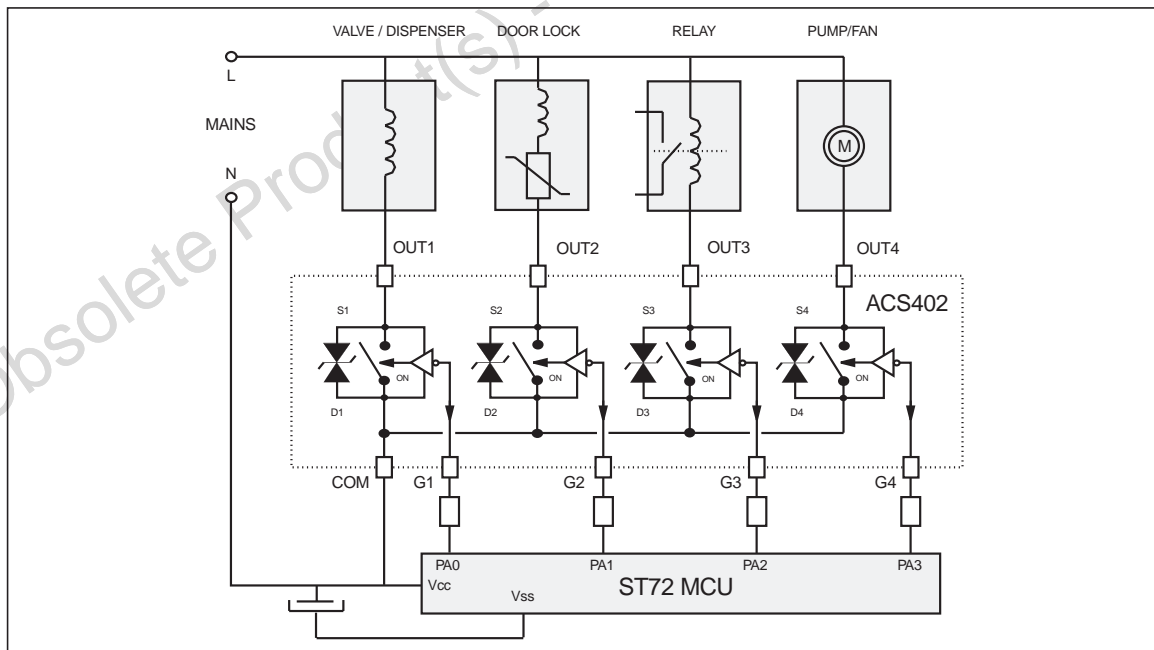 VALVE / DISPENSER DOOR LOCK RELAY PUMP/FAN
L
MAINS
N
M
OUT1 OUT2 OUT3 OUT4
ACS402
S1 S2 S3 S4
ON ON ON ON
D1 D2 D3 D4
COM G1 G2 G3 G4
PA0 PA1 PA2 PA3
Vcc
ST72 MCU
Vss
Obsolete Product(s) -